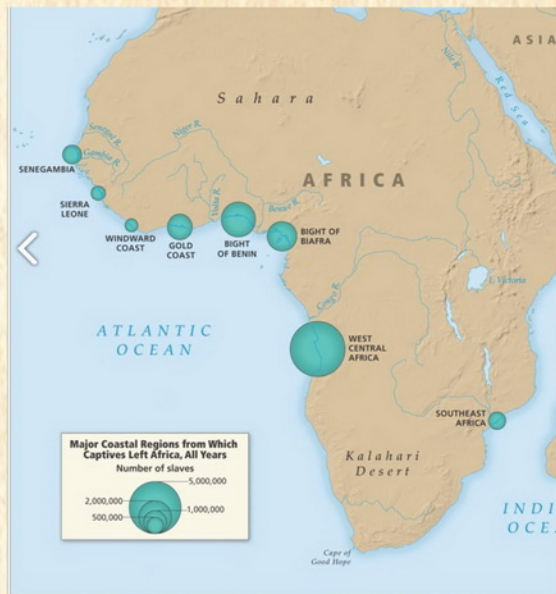 ASIA
Nile R.
Red Sea
Sahara
Senegal R.
Niger R.
Gambia R.
SENEGAMBIA
AFRICA
Volta R.
Benue R.
SIERRA
LEONE
WINDWARD
COAST
GOLD
COAST
BIGHT
OF BENIN
BIGHT OF
BIAFRA
Congo R.
L. Victoria
ATLANTIC
OCEAN
WEST
CENTRAL
AFRICA
SOUTHEAST
AFRICA
Kalahari
Desert
INDI
OCE
Cape of
Good Hope
Major Coastal Regions from Which
Captives Left Africa, All Years
Number of slaves
5,000,000
2,000,000
1,000,000
500,000